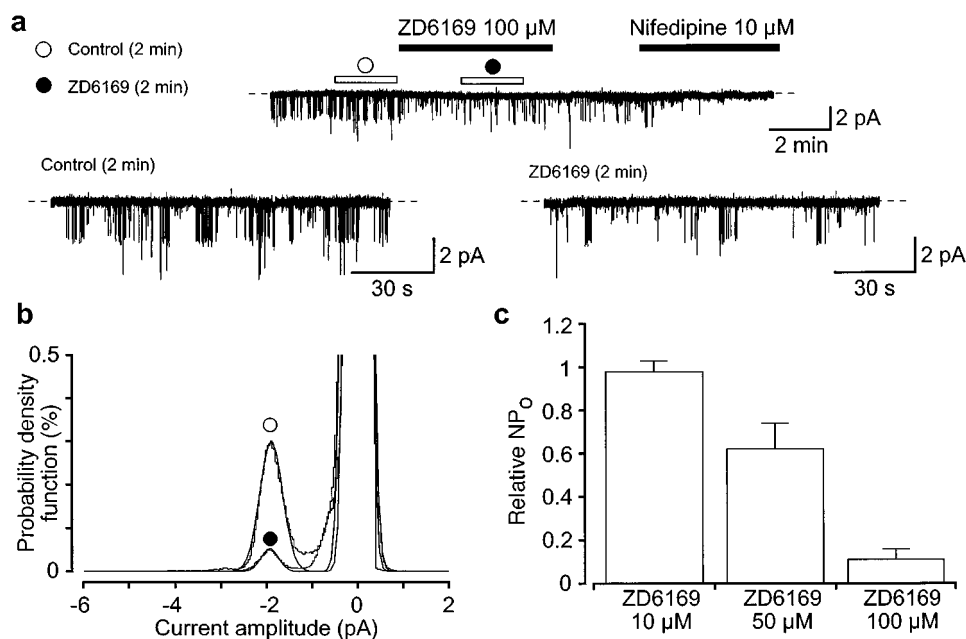 a
ZD6169 100 µM
Nifedipine 10 µM
Control (2 min)
ZD6169 (2 min)
2 pA
2 min
Control (2 min)
ZD6169 (2 min)
2 pA
30 s
2 pA
30 s
b
Probability density
function (%)
0.5
0
-6
-4
-2
0
2
Current amplitude (pA)
c
Relative NPO
1.2
1
0.8
0.6
0.4
0.2
0
ZD6169
10 µM
ZD6169
50 µM
ZD6169
100 µM